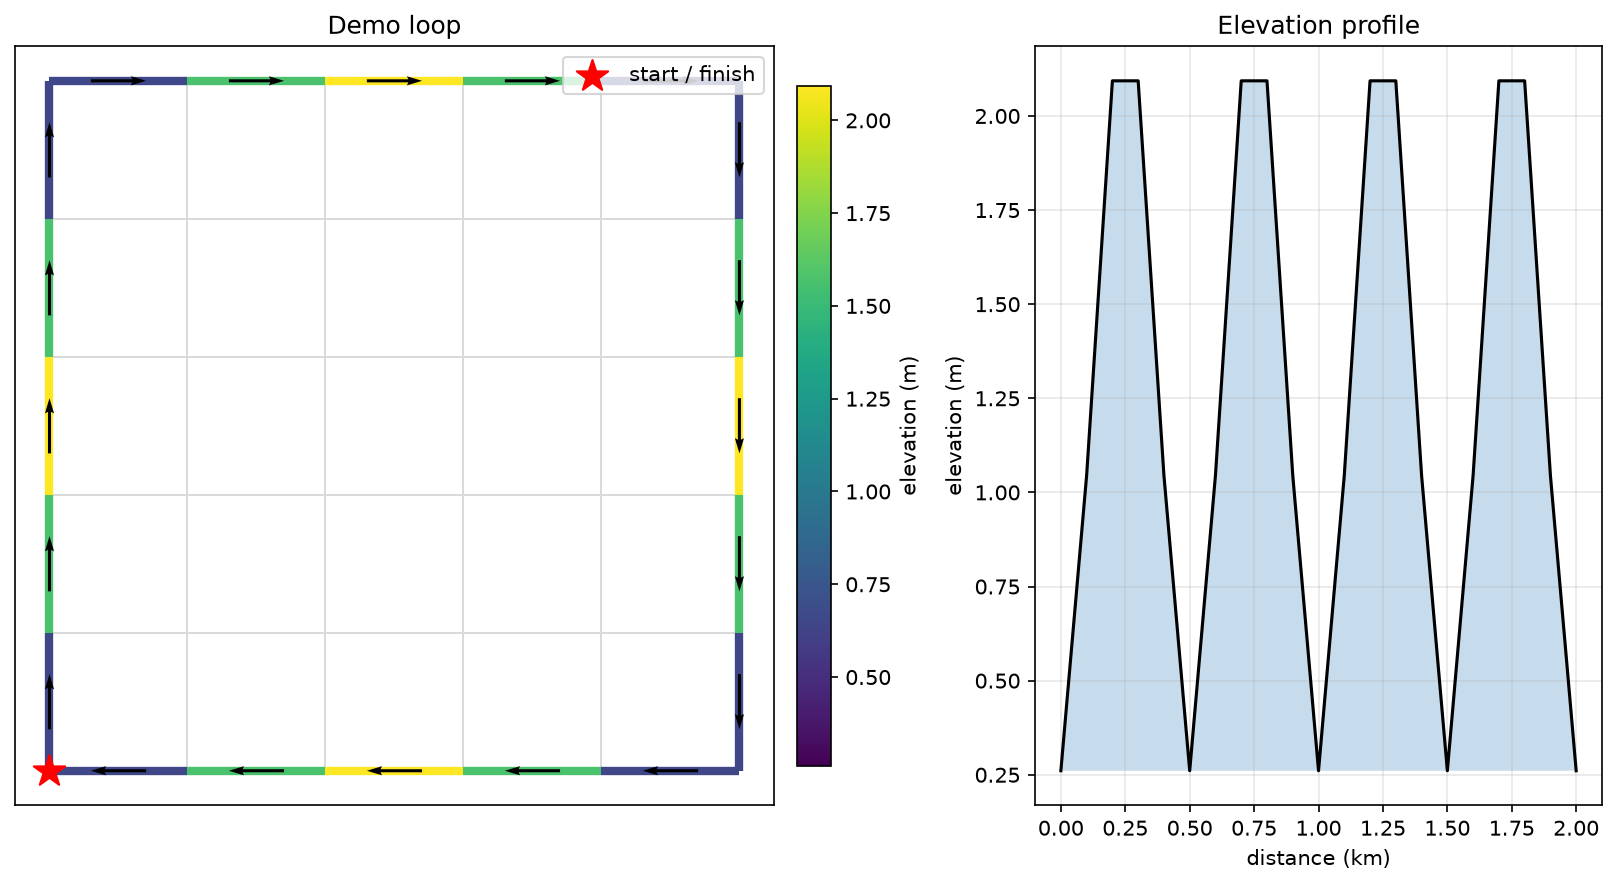 Demo loop
start / finish
2.00
1.75
1.50
1.25
1.00
0.75
0.50
elevation (m)
Elevation profile
elevation (m)
2.00
1.75
1.50
1.25
1.00
0.75
0.50
0.25
0.00 0.25 0.50 0.75 1.00 1.25 1.50 1.75 2.00
distance (km)